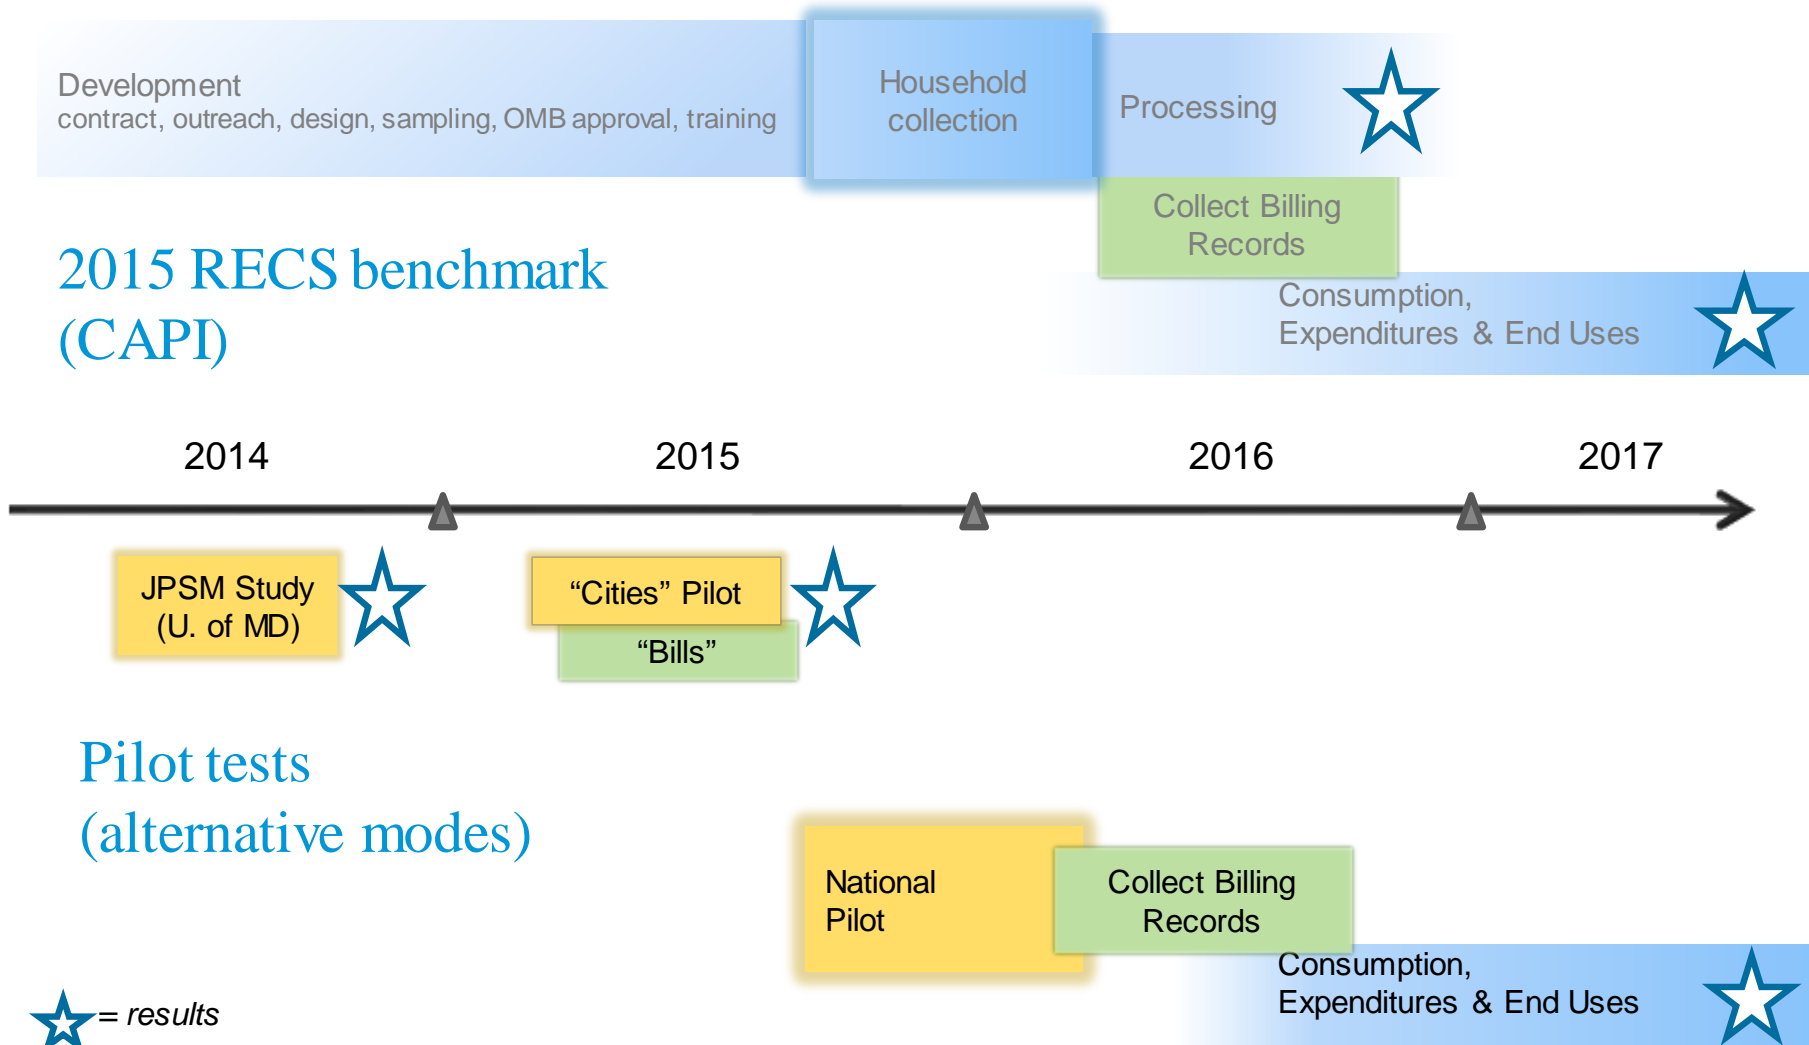 Development
contract, outreach, design, sampling, OMB approval, training
Household
collection
Processing
Collect Billing
Records
2015 RECS benchmark
(CAPI)
Consumption,
Expenditures & End Uses
2014
2015
2016
2017
JPSM Study
(U. of MD)
“Cities” Pilot
“Bills”
Pilot tests
(alternative modes)
National
Pilot
Collect Billing
Records
Consumption,
Expenditures & End Uses
= results